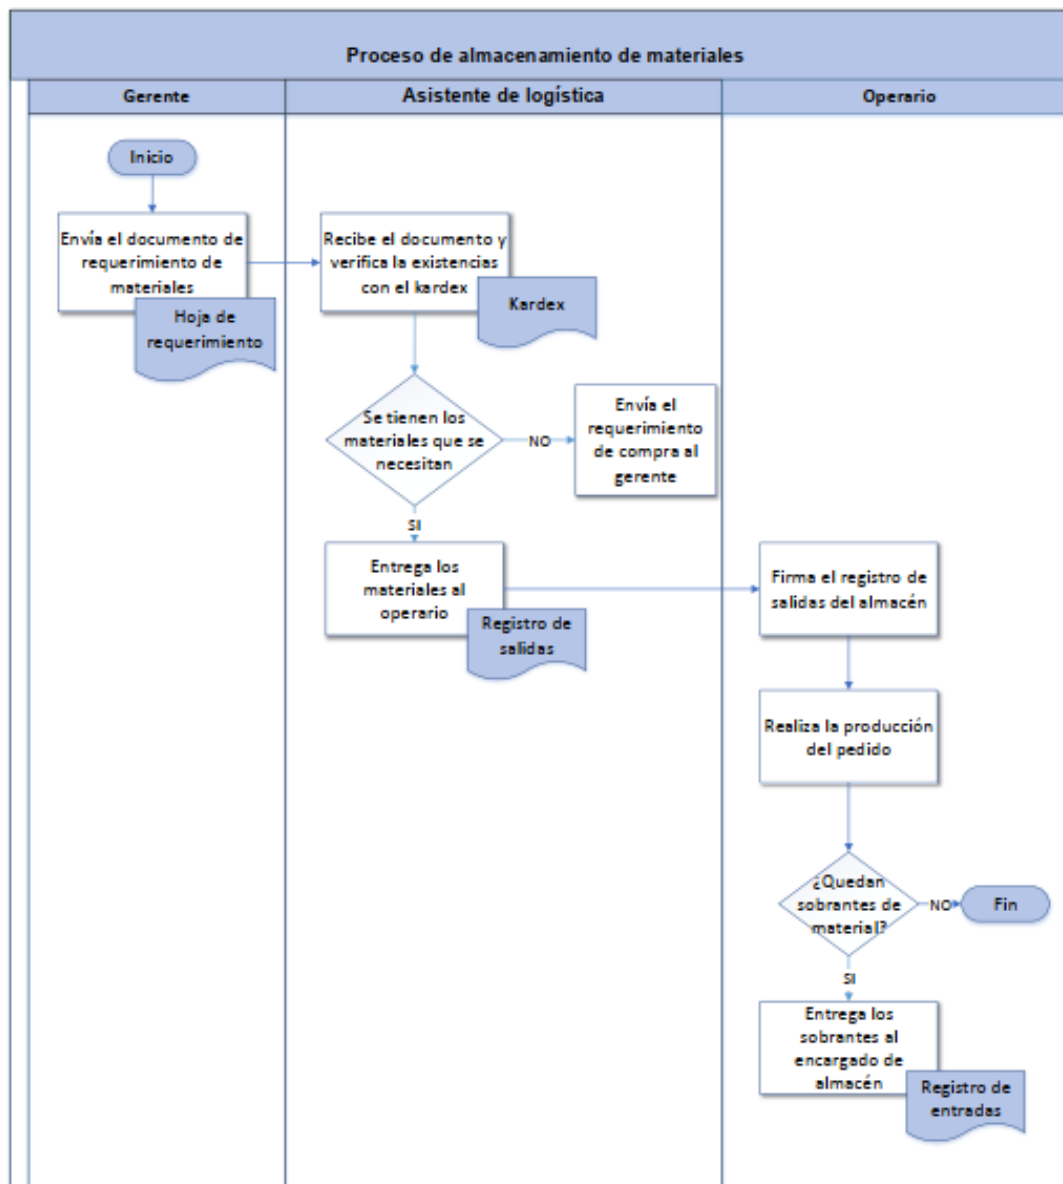 Proceso de almacenamiento de materiales
Gerente
Asistente de logística
Operario
Inicio
Envía el documento de
requerimiento de
materiales
Hoja de
requerimiento
Recibe el documento y
verifica la existencias
con el kardex
Kardex
Se tienen los
materiales que se
necesitan
NO
Envía el
requerimiento
de compra al
gerente
SI
Entrega los
materiales al
operario
Registro de
salidas
Firma el registro de
salidas del almacén
Realiza la producción
del pedido
¿Quedan
sobrantes de
material?
NO
Fin
SI
Entrega los
sobrantes al
encargado de
almacén
Registro de
entradas